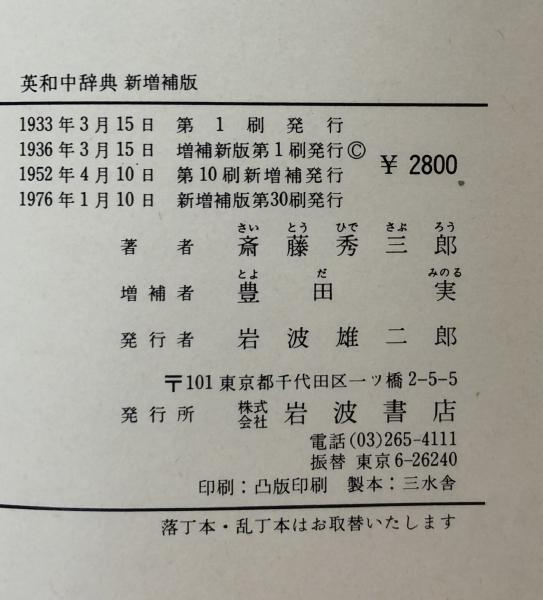 英和中辞典 新増補版
1933年3月15日 第1刷発行
1936年3月15日 増補新版第1刷発行©
¥ 2800
1952年4月10日 第10刷新増補発行
1976年1月10日 新増補版第30刷発行
さい とう ひで さぶ ろう
著者 斎藤秀三郎
とよ だ みのる
増補者 豊田 実
発行者 岩波雄二郎
〒101 東京都千代田区一ツ橋2-5-5
発行所 株式会社 岩波書店
電話(03)265-4111
振替 東京6-26240
印刷:凸版印刷 製本:三水舎
落丁本・乱丁本はお取替いたします